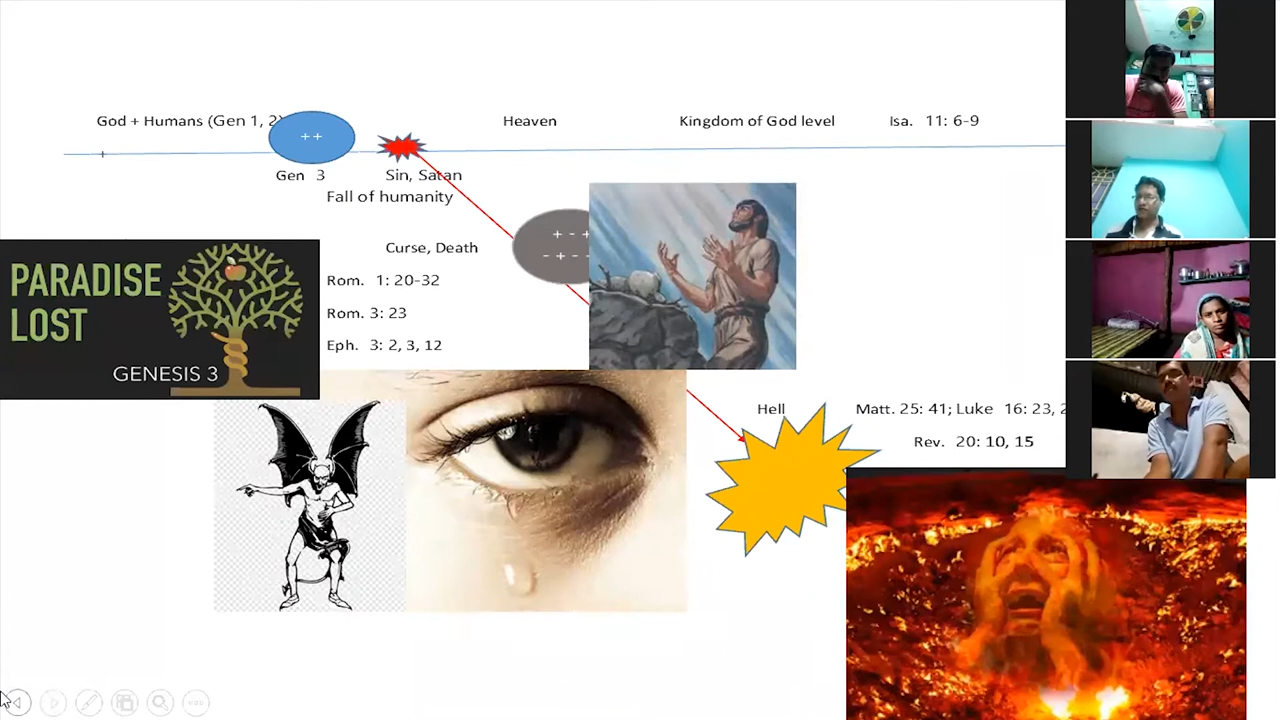 God + Humans (Gen 1, 2)
Heaven
Kingdom of God level
Isa. 11: 6-9
++
Gen 3
Sin, Satan
Fall of humanity
Curse, Death
+ - +
- + -
Rom. 1: 20-32
Rom. 3: 23
Eph. 3: 2, 3, 12
PARADISE
LOST
GENESIS 3
Hell
Matt. 25: 41; Luke 16: 23, 2
Rev. 20: 10, 15